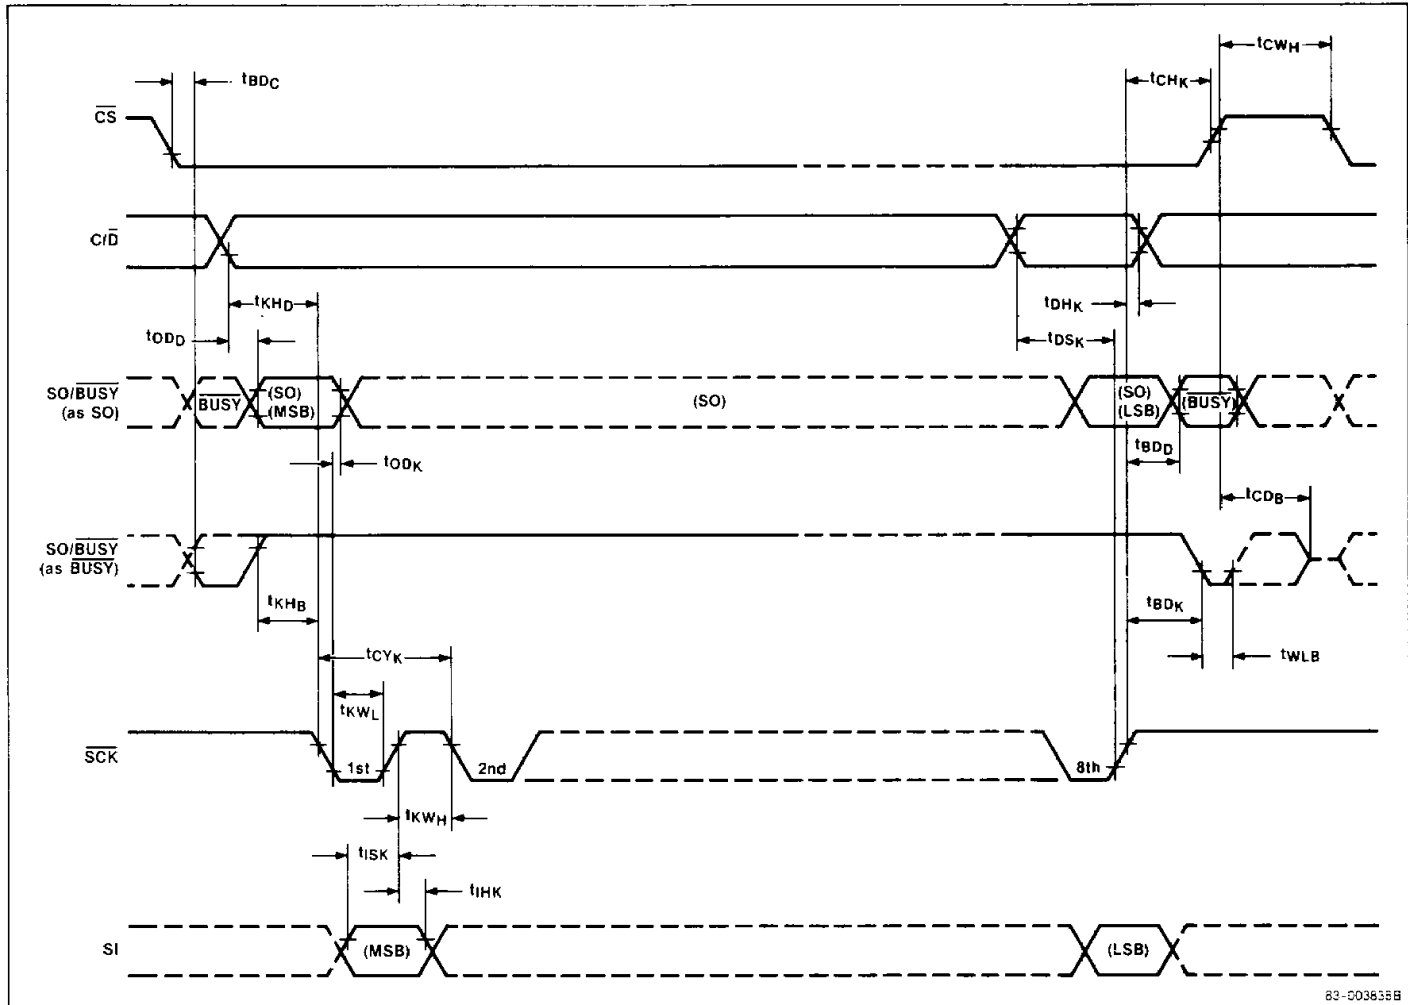 tCWH
tBDC
tCHK
CS
C/D
tKHD
tDHK
tODD
tDSK
SO/BUSY
(as SO)
BUSY
(SO)
(MSB)
(SO)
(SO)
(LSB)
(BUSY)
tODK
tBDD
tCDB
SO/BUSY
(as BUSY)
tKHB
tBDK
tCYK
tWLB
tKWL
SCK
1st
2nd
8th
tKWH
tISK
tIHK
SI
(MSB)
(LSB)